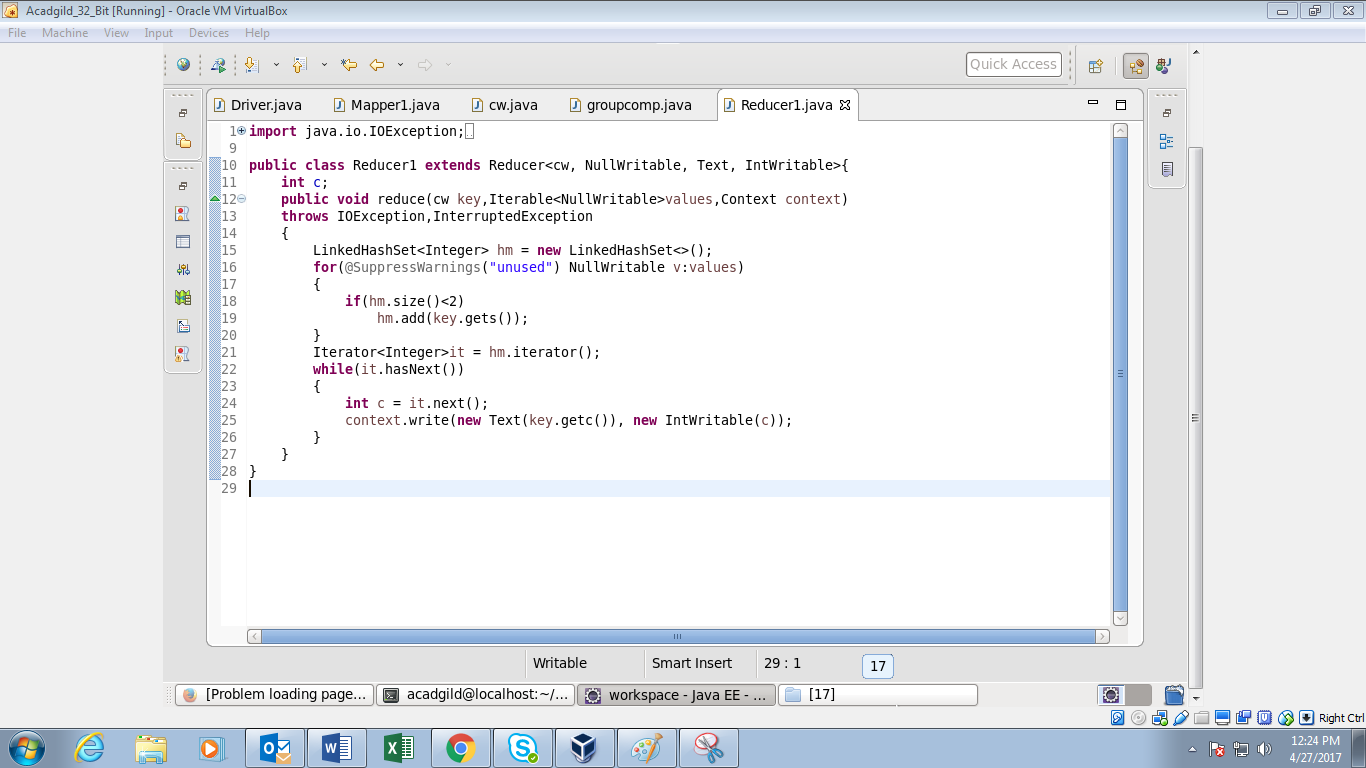 Acadgild_32_Bit [Running] - Oracle VM VirtualBox
File Machine View Input Devices Help
Quick Access
Driver.java Mapper1.java cw.java groupcomp.java Reducer1.java
1 import java.io.IOException;
9
10 public class Reducer1 extends Reducer<cw, NullWritable, Text, IntWritable>{
11     int c;
12     public void reduce(cw key,Iterable<NullWritable>values,Context context)
13     throws IOException,InterruptedException
14     {
15         LinkedHashSet<Integer> hm = new LinkedHashSet<>();
16         for(@SuppressWarnings("unused") NullWritable v:values)
17         {
18             if(hm.size()<2)
19                 hm.add(key.gets());
20         }
21         Iterator<Integer>it = hm.iterator();
22         while(it.hasNext())
23         {
24             int c = it.next();
25             context.write(new Text(key.getc()), new IntWritable(c));
26         }
27     }
28 }
29
Writable Smart Insert 29 : 1 17
[Problem loading page... acadgild@localhost:~/... workspace - Java EE - ... [17]
Right Ctrl
12:24 PM
4/27/2017